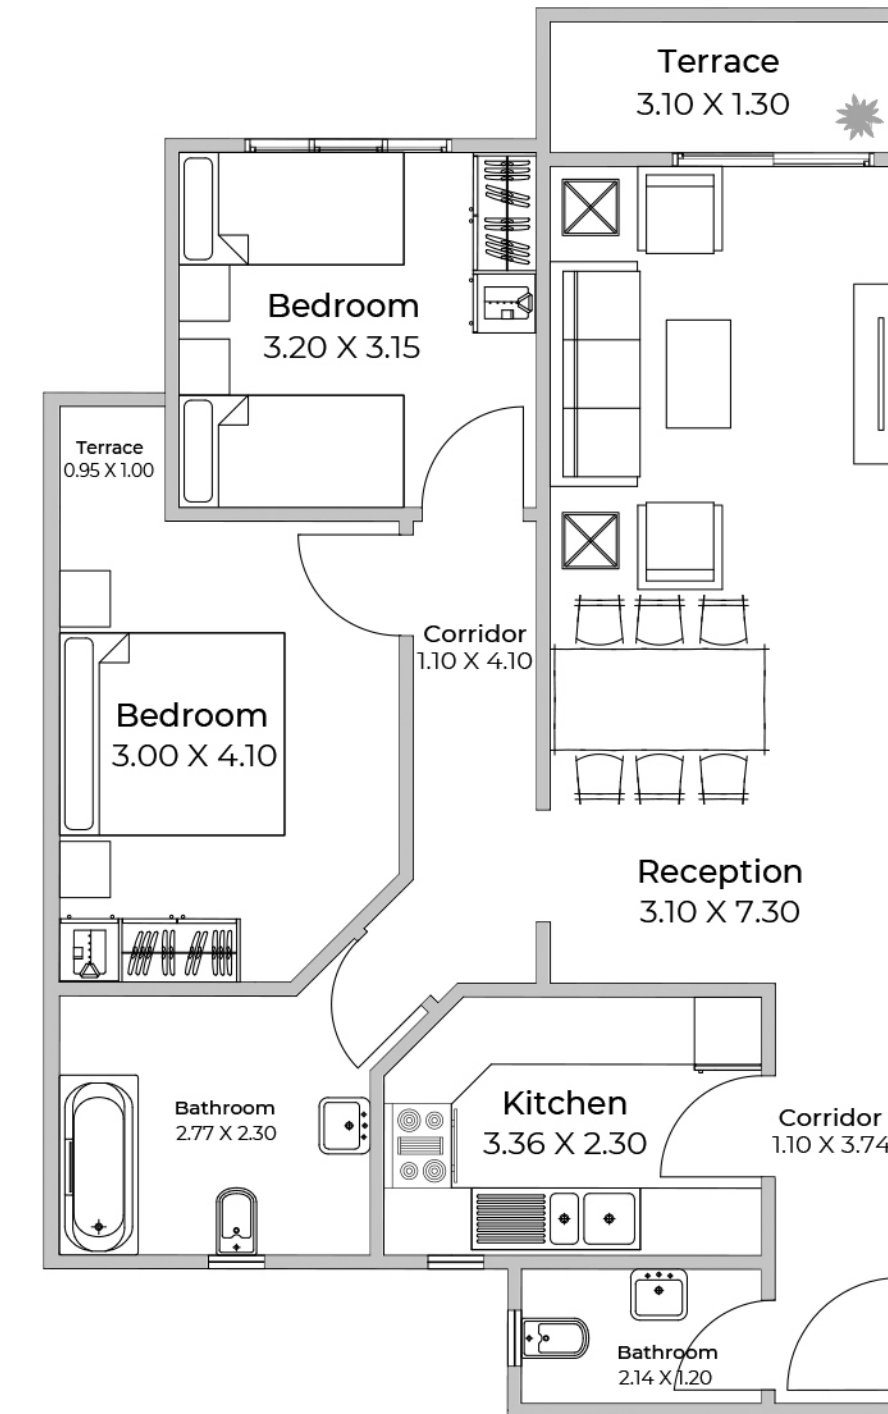 Terrace
3.10 X 1.30
Bedroom
3.20 X 3.15
Terrace
0.95 X 1.00
Corridor
1.10 X 4.10
Bedroom
3.00 X 4.10
Reception
3.10 X 7.30
Kitchen
3.36 X 2.30
Bathroom
2.77 X 2.30
Corridor
1.10 X 3.74
Bathroom
2.14 X 1.20